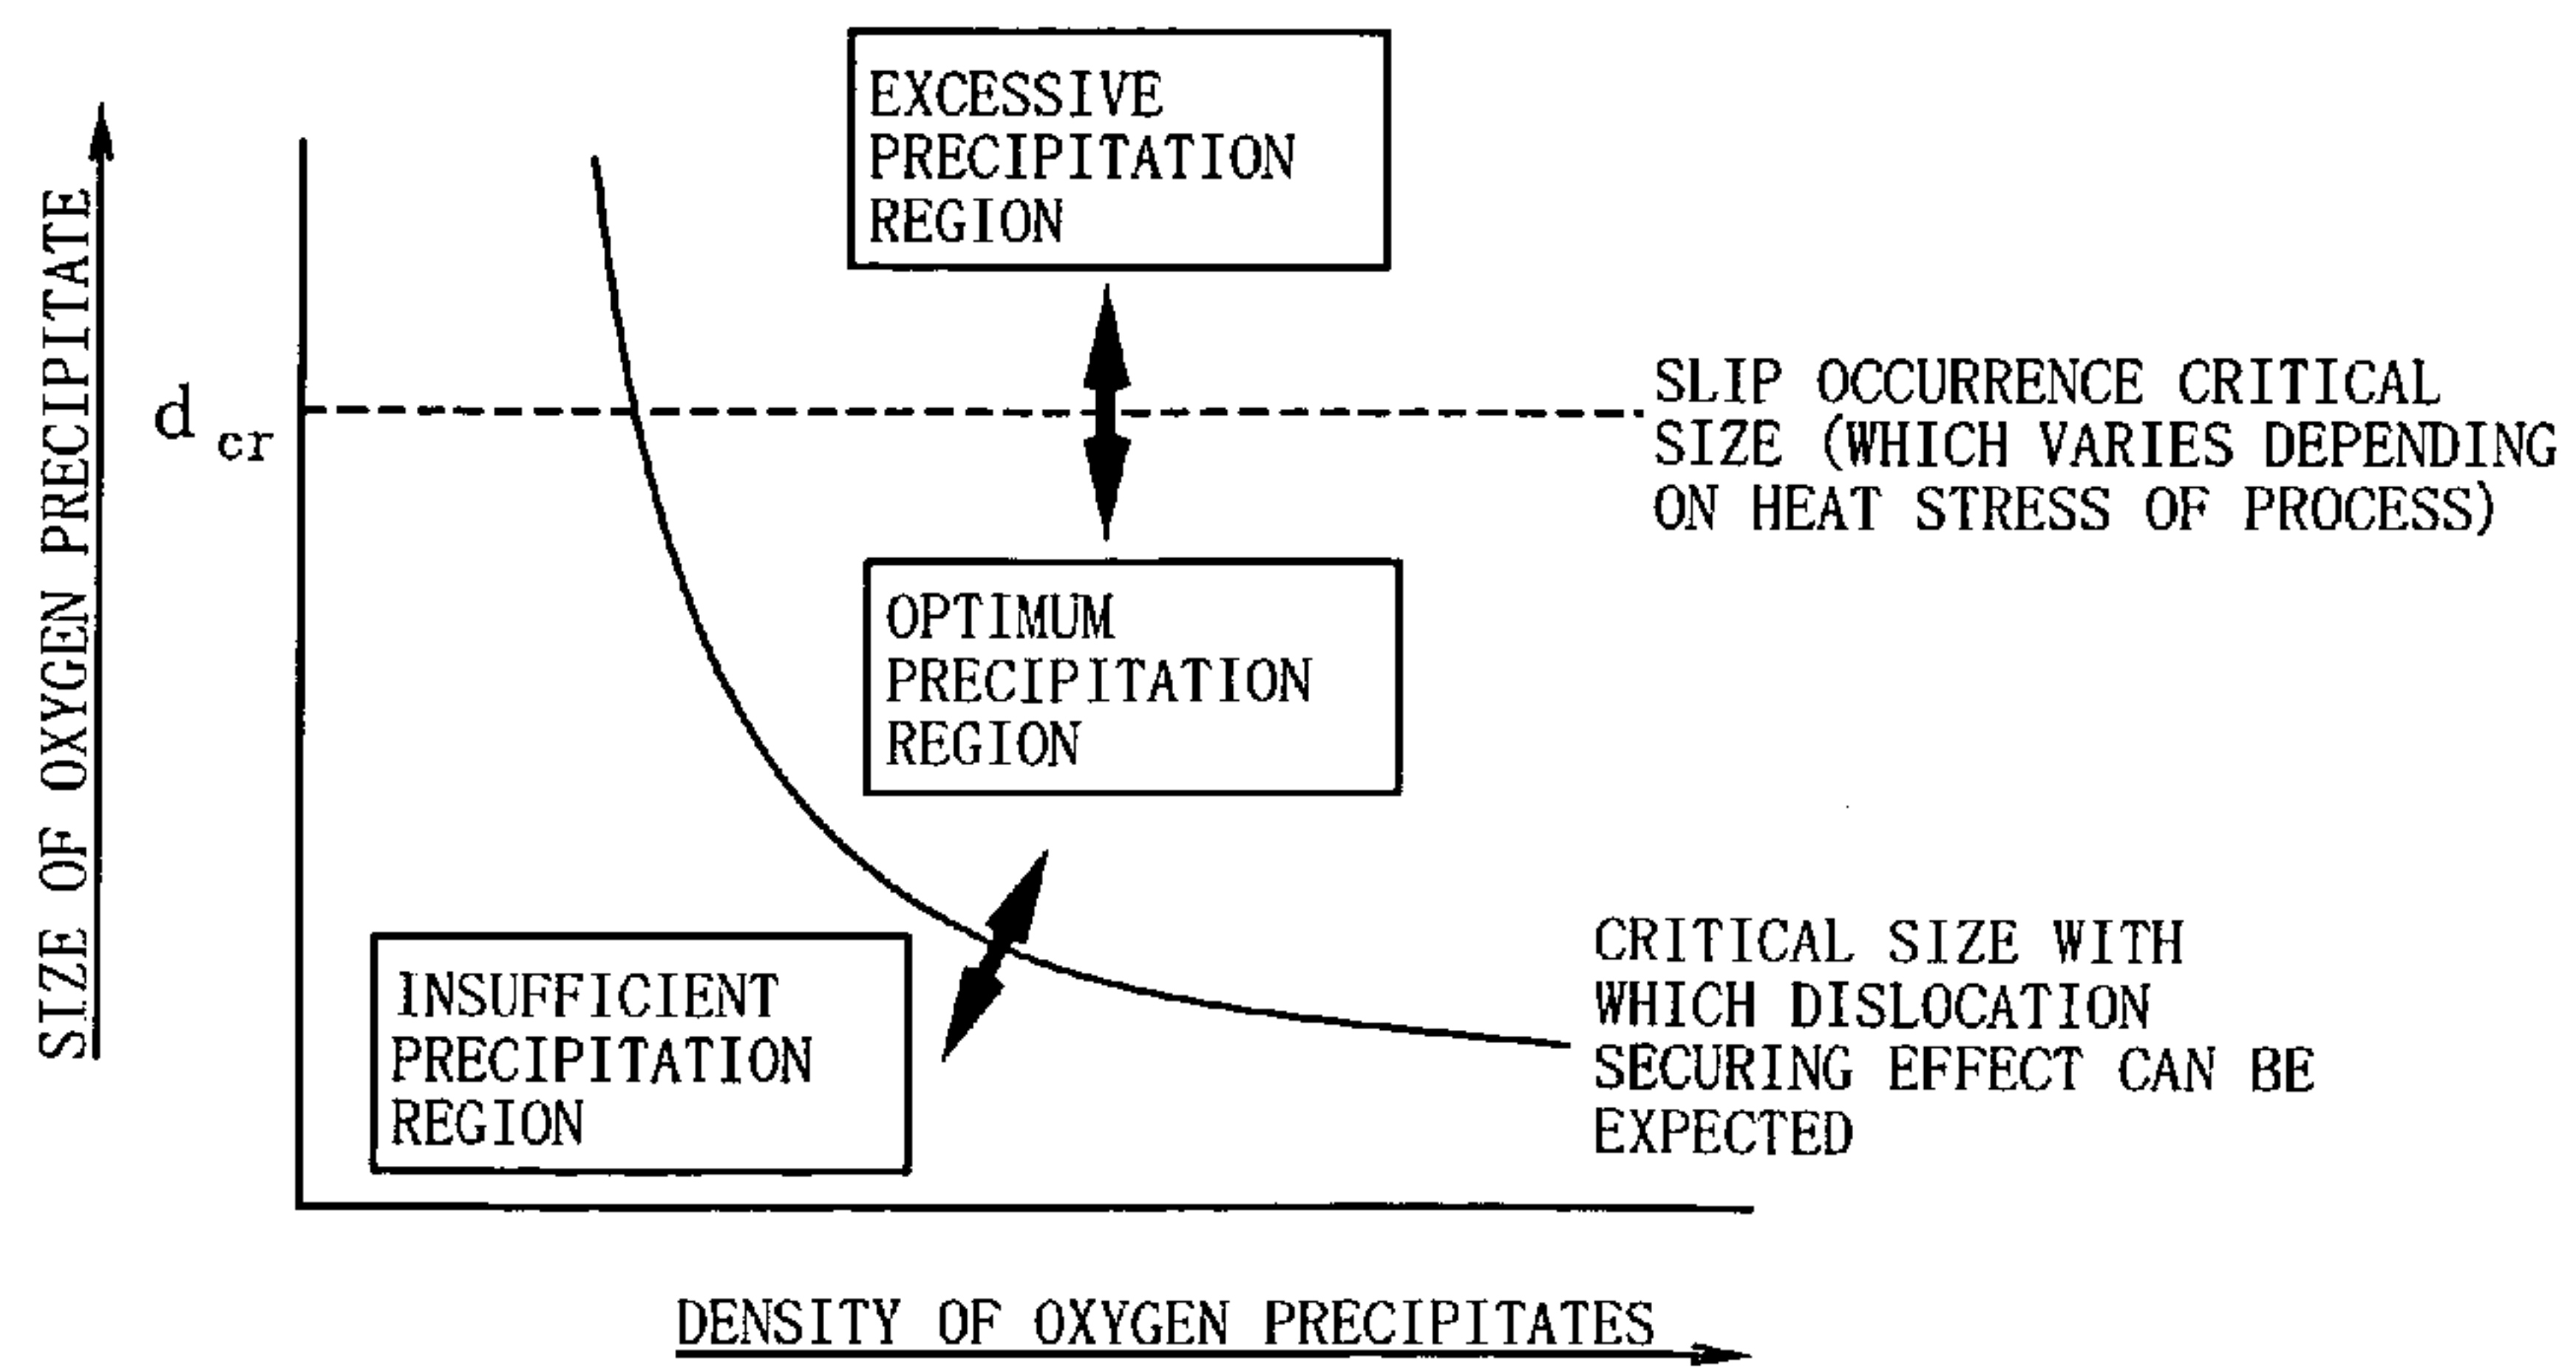 EXCESSIVE
PRECIPITATION
REGION
SIZE OF OXYGEN PRECIPITATE
d cr
SLIP OCCURRENCE CRITICAL
SIZE (WHICH VARIES DEPENDING
ON HEAT STRESS OF PROCESS)
OPTIMUM
PRECIPITATION
REGION
INSUFFICIENT
PRECIPITATION
REGION
CRITICAL SIZE WITH
WHICH DISLOCATION
SECURING EFFECT CAN BE
EXPECTED
DENSITY OF OXYGEN PRECIPITATES